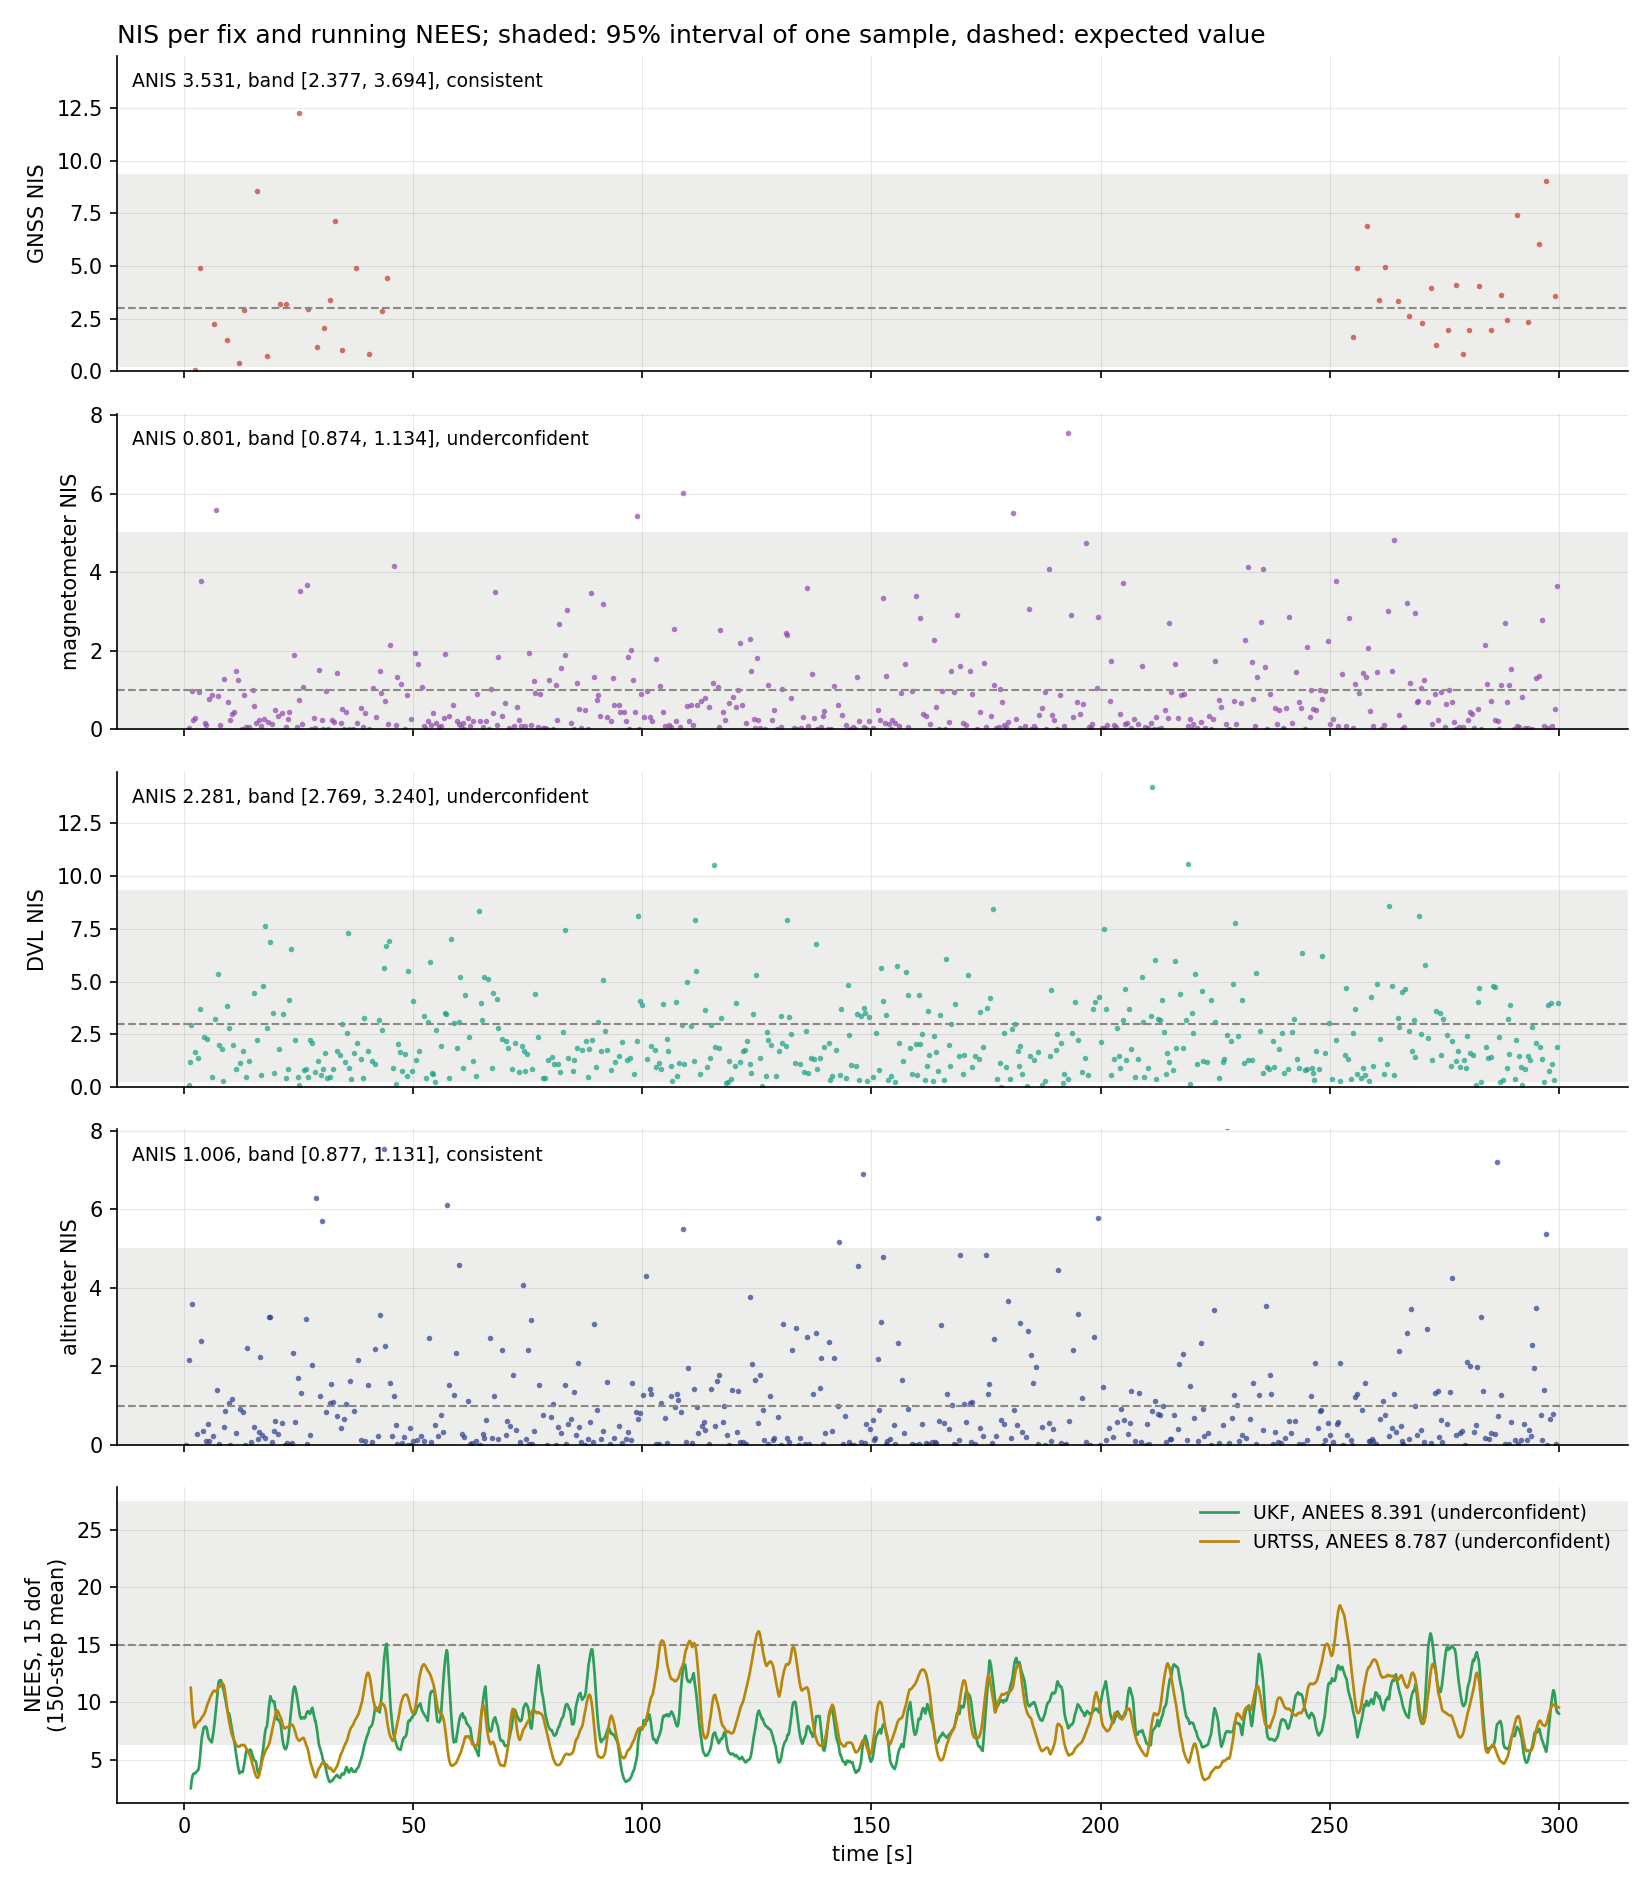 NIS per fix and running NEES; shaded: 95% interval of one sample, dashed: expected value
ANIS 3.531, band [2.377, 3.694], consistent
GNSS NIS
12.5
10.0
7.5
5.0
2.5
0.0
ANIS 0.801, band [0.874, 1.134], underconfident
magnetometer NIS
8
6
4
2
0
ANIS 2.281, band [2.769, 3.240], underconfident
DVL NIS
12.5
10.0
7.5
5.0
2.5
0.0
ANIS 1.006, band [0.877, 1.131], consistent
altimeter NIS
8
6
4
2
0
NEES, 15 dof
(150-step mean)
25
20
15
10
5
UKF, ANEES 8.391 (underconfident)
URTSS, ANEES 8.787 (underconfident)
0
50
100
150
200
250
300
time [s]